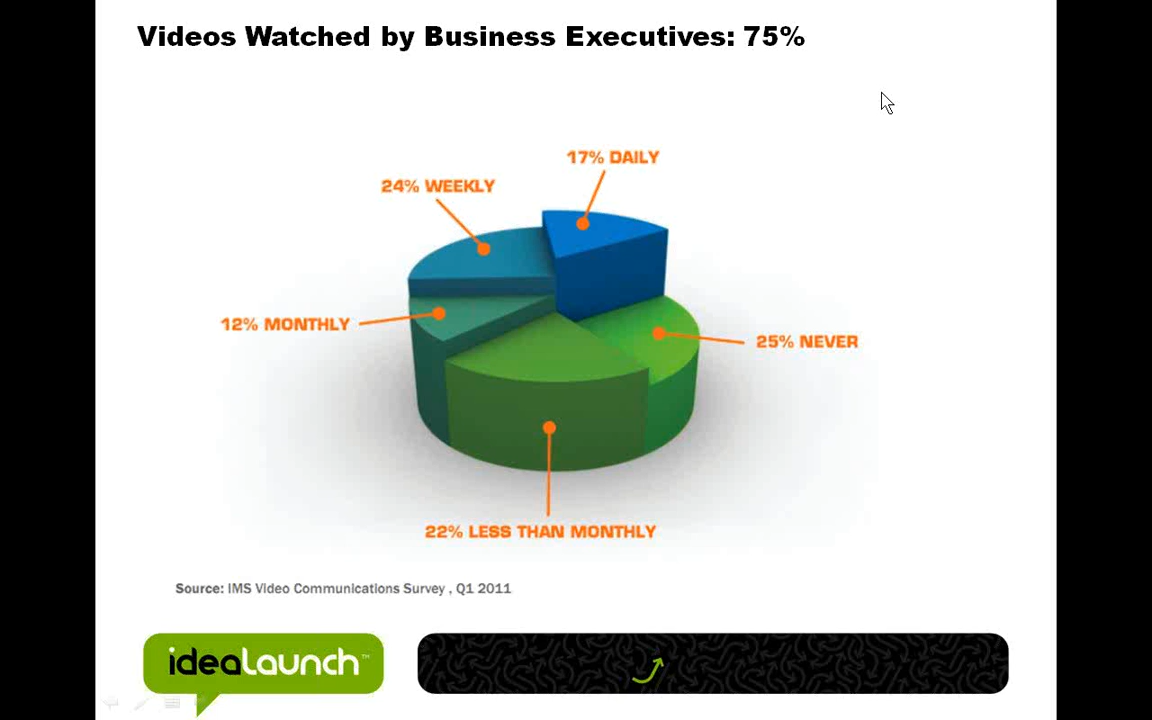 Videos Watched by Business Executives: 75%
17% DAILY
24% WEEKLY
12% MONTHLY
25% NEVER
22% LESS THAN MONTHLY
Source: IMS Video Communications Survey , Q1 2011
idealaunch™